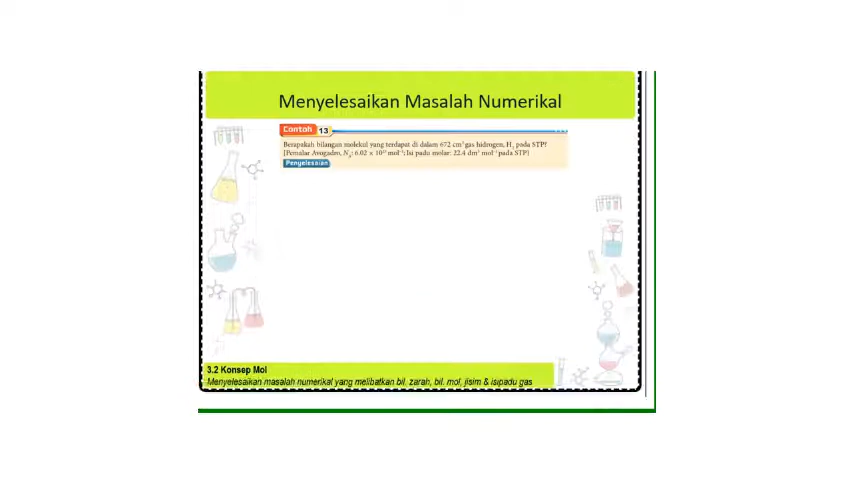 Menyelesaikan Masalah Numerikal
Contoh 13
Berapakah bilangan molekul yang terdapat di dalam 672 cm³ gas hidrogen, H₂ pada STP?
[Pemalar Avogadro, Nₐ: 6.02 × 10²³ mol⁻¹; Isi padu molar: 22.4 dm³ mol⁻¹ pada STP]
Penyelesaian
3.2 Konsep Mol
Menyelesaikan masalah numerikal yang melibatkan bil. zarah, bil. mol, jisim & isipadu gas